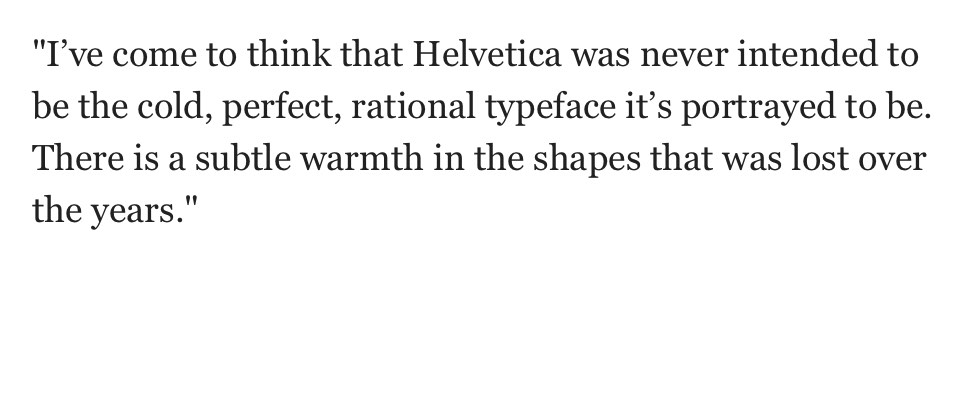 "I’ve come to think that Helvetica was never intended to
be the cold, perfect, rational typeface it’s portrayed to be.
There is a subtle warmth in the shapes that was lost over
the years."